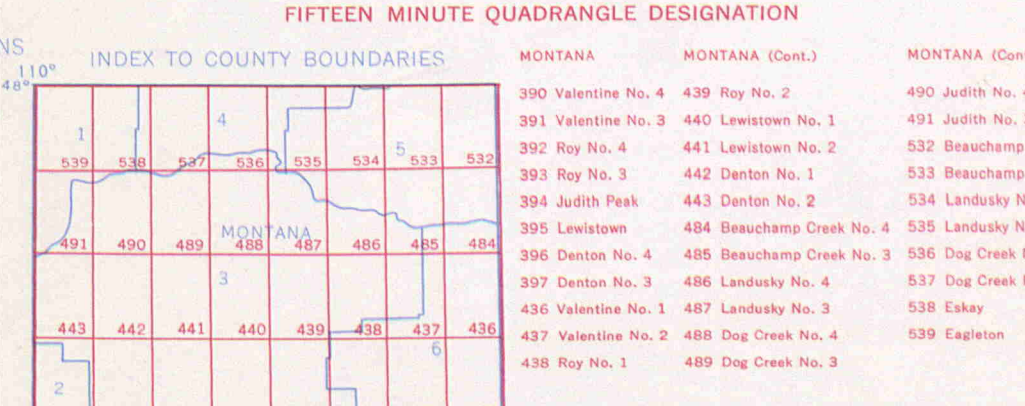 FIFTEEN MINUTE QUADRANGLE DESIGNATION
NS
INDEX TO COUNTY BOUNDARIES
110°
48°
1
4
5
539 538 537 536 535 534 533 532
MONTANA
491 490 489 488 487 486 485 484
3
443 442 441 440 439 438 437 436
6
2
MONTANA
390 Valentine No. 4
391 Valentine No. 3
392 Roy No. 4
393 Roy No. 3
394 Judith Peak
395 Lewistown
396 Denton No. 4
397 Denton No. 3
436 Valentine No. 1
437 Valentine No. 2
438 Roy No. 1
MONTANA (Cont.)
439 Roy No. 2
440 Lewistown No. 1
441 Lewistown No. 2
442 Denton No. 1
443 Denton No. 2
484 Beauchamp Creek No. 4
485 Beauchamp Creek No. 3
486 Landusky No. 4
487 Landusky No. 3
488 Dog Creek No. 4
489 Dog Creek No. 3
MONTANA (Con
490 Judith No.
491 Judith No.
532 Beauchamp
533 Beauchamp
534 Landusky N
535 Landusky N
536 Dog Creek
537 Dog Creek
538 Eskay
539 Eagleton